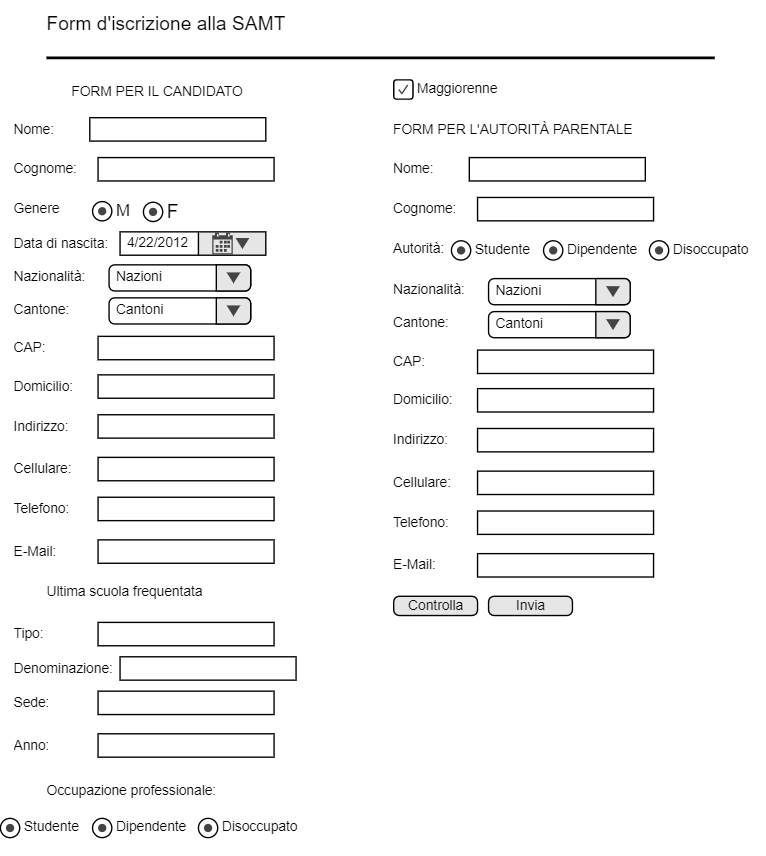 Form d'iscrizione alla SAMT
FORM PER IL CANDIDATO
Nome:
Cognome:
Genere M F
Data di nascita: 4/22/2012
Nazionalità: Nazioni
Cantone: Cantoni
CAP:
Domicilio:
Indirizzo:
Cellulare:
Telefono:
E-Mail:
Ultima scuola frequentata
Tipo:
Denominazione:
Sede:
Anno:
Occupazione professionale:
Studente Dipendente Disoccupato
Maggiorenne
FORM PER L'AUTORITÀ PARENTALE
Nome:
Cognome:
Autorità: Studente Dipendente Disoccupato
Nazionalità: Nazioni
Cantone: Cantoni
CAP:
Domicilio:
Indirizzo:
Cellulare:
Telefono:
E-Mail:
Controlla Invia